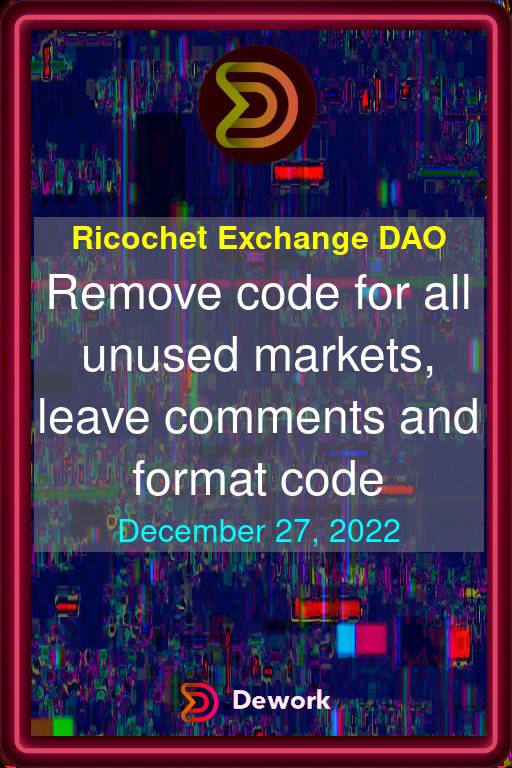 Ricochet Exchange DAO
Remove code for all
unused markets,
leave comments and
format code
December 27, 2022
Dework